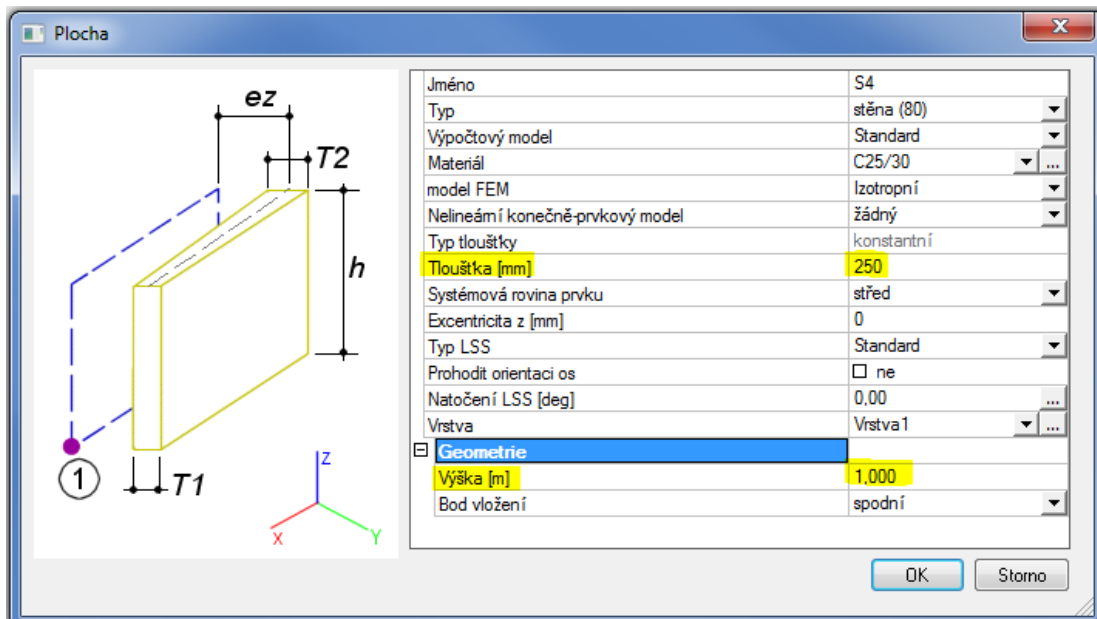 Plocha
ez
T2
h
1
T1
Z
X
Y
Jméno S4
Typ stěna (80)
Výpočtový model Standard
Materiál C25/30 ...
model FEM Izotropní
Nelineární konečně-prvkový model žádný
Typ tloušťky konstantní
Tloušťka [mm] 250
Systémová rovina prvku střed
Excentricita z [mm] 0
Typ LSS Standard
Prohodit orientaci os ne
Natočení LSS [deg] 0,00 ...
Vrstva Vrstva1 ...
Geometrie
Výška [m] 1,000
Bod vložení spodní
OK Storno